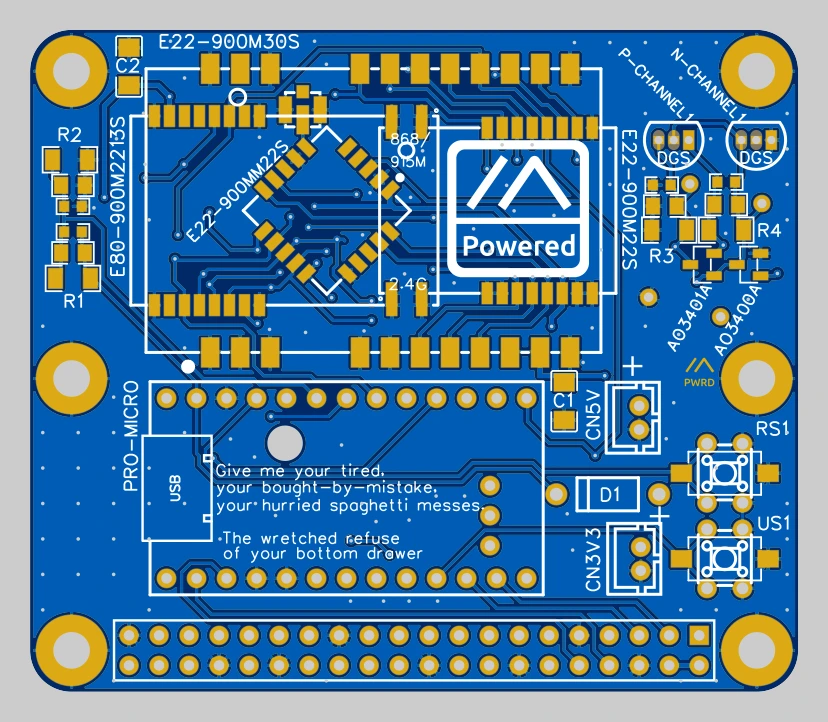 E22-900M30S
C2
P-CHANNEL1
N-CHANNEL1
R2
E80-900M2213S
E22-900MM22S
868/
915M
E22-900M22S
DGS
DGS
Powered
R4
R3
R1
2.4G
AO3401A
AO3400A
PWRD
C1
CN5V
+
PRO-MICRO
RS1
USB
Give me your tired,
your bought-by-mistake,
your hurried spaghetti messes.
D1
+
US1
CN3V3
The wretched refuse
of your bottom drawer